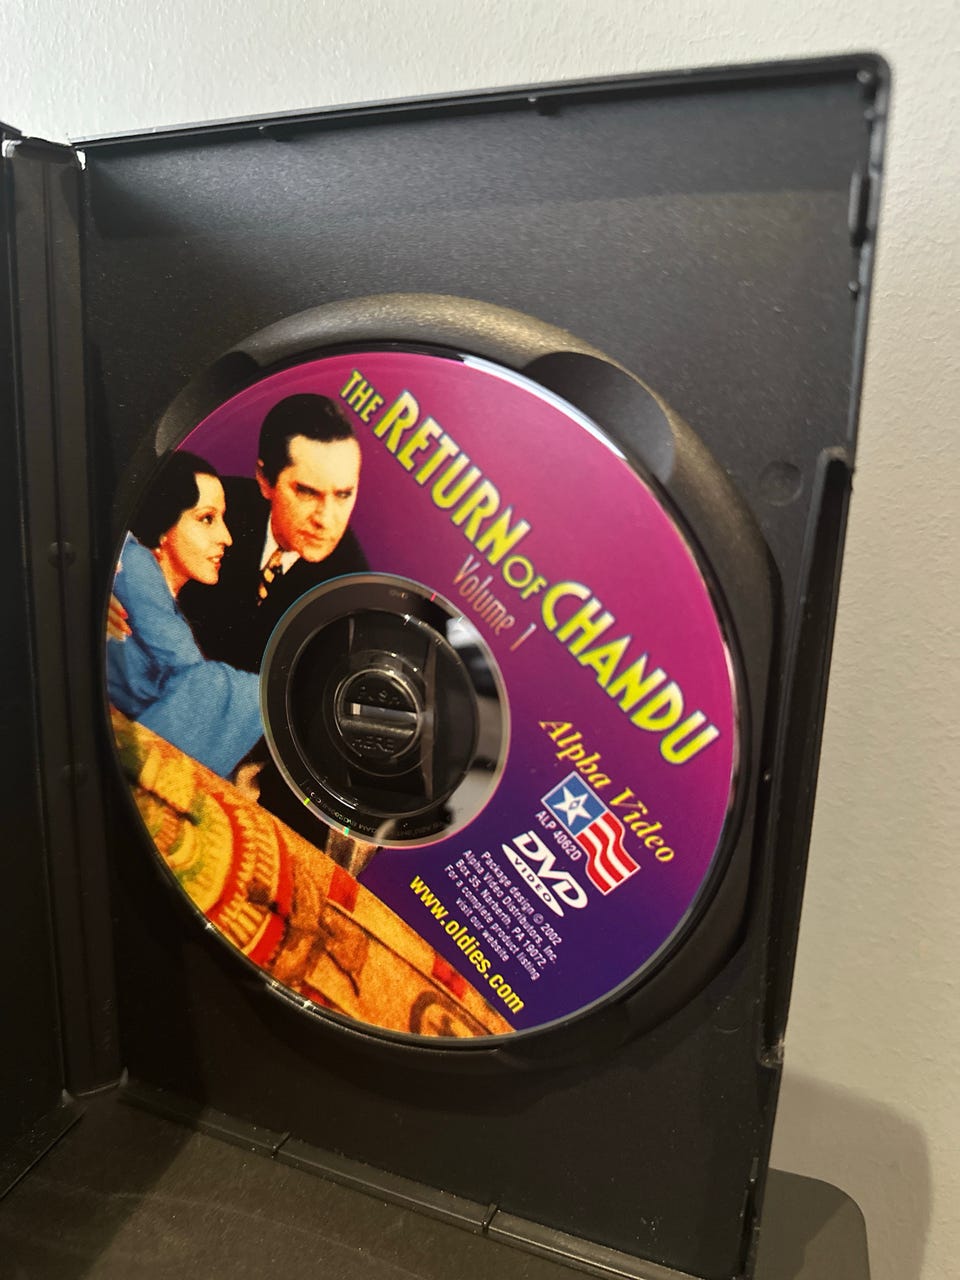 THE RETURN OF CHANDU
Volume 1
Alpha Video
ALP 4062D
DVD
VIDEO
Package design © 2002
Alpha Video Distributors, Inc.
Box 35, Narberth, PA 19072
For a complete product listing
visit our website
www.oldies.com
PUSH
HERE